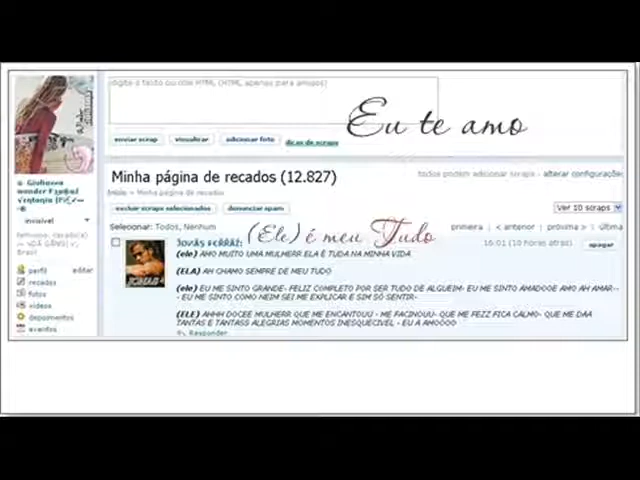 digite o texto ou cole HTML (HTML apenas para amigos)
Eu te amo
enviar scrap
visualizar
adicionar foto
dicas de scraps
Minha página de recados (12.827)
todos podem adicionar scraps - alterar configurações
Início > Minha página de recados
excluir scraps selecionados
denunciar spam
Ver 10 scraps
Selecionar: Todos, Nenhum
primeira | < anterior | próxima > | última
(Ele) é meu Tudo
16:01 (10 horas atrás)
apagar
(ele) AMO MUITO UMA MULHERR ELA É TUDA NA MINHA VIDA
(ELA) AH CHAMO SEMPRE DE MEU TUDO
(ele) EU ME SINTO GRANDE- FELIZ COMPLETO POR SER TUDO DE ALGUEIM- EU ME SINTO AMADOOE AMO AH AMAR--
- EU ME SINTO COMO NEIM SEI ME EXPLICAR E SIM SÓ SENTIR-
(ELE) AHHH DOCEE MULHERR QUE ME ENCANTOUU - ME FACINOUU- QUE ME FEZZ FICA CALMO- QUE ME DAA
TANTAS E TANTASS ALEGRIAS MOMENTOS INESQUECIVEL - EU A AMOÔÔO
Responder
invisível
Brasil
perfil
editar
recados
fotos
vídeos
depoimentos
eventos